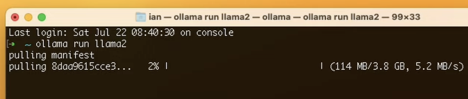 ian — ollama run llama2 — ollama — ollama run llama2 — 99×33
Last login: Sat Jul 22 08:40:30 on console
[→ ~ ollama run llama2
pulling manifest
pulling 8daa9615cce3... 2% | | (114 MB/3.8 GB, 5.2 MB/s)